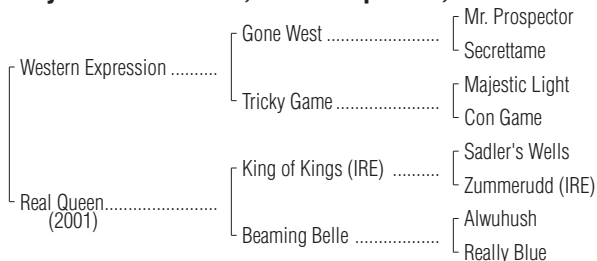 Mr. Prospector
Gone West ......................
Secrettame
Western Expression ..........
Majestic Light
Tricky Game ....................
Con Game
Sadler's Wells
King of Kings (IRE) ..........
Zummerudd (IRE)
Real Queen.......................
(2001)
Alwuhush
Beaming Belle .................
Really Blue